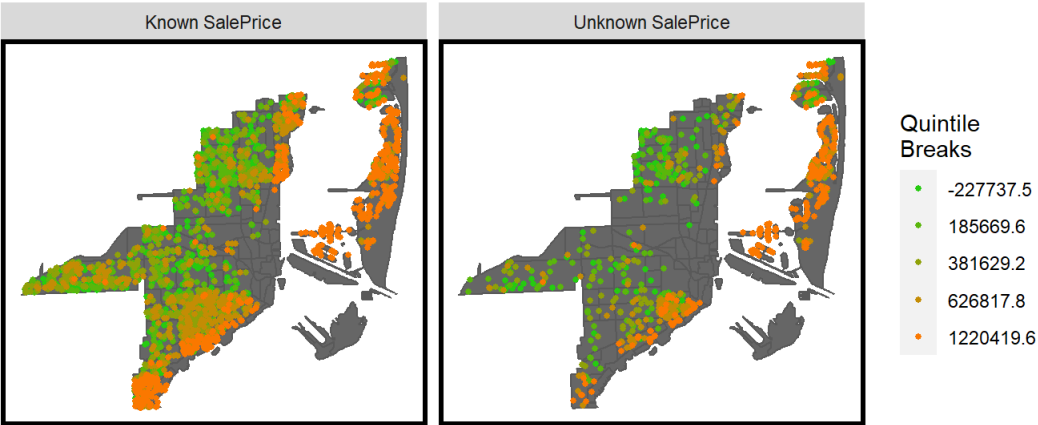 Known SalePrice
Unknown SalePrice
Quintile
Breaks
-227737.5
185669.6
381629.2
626817.8
1220419.6